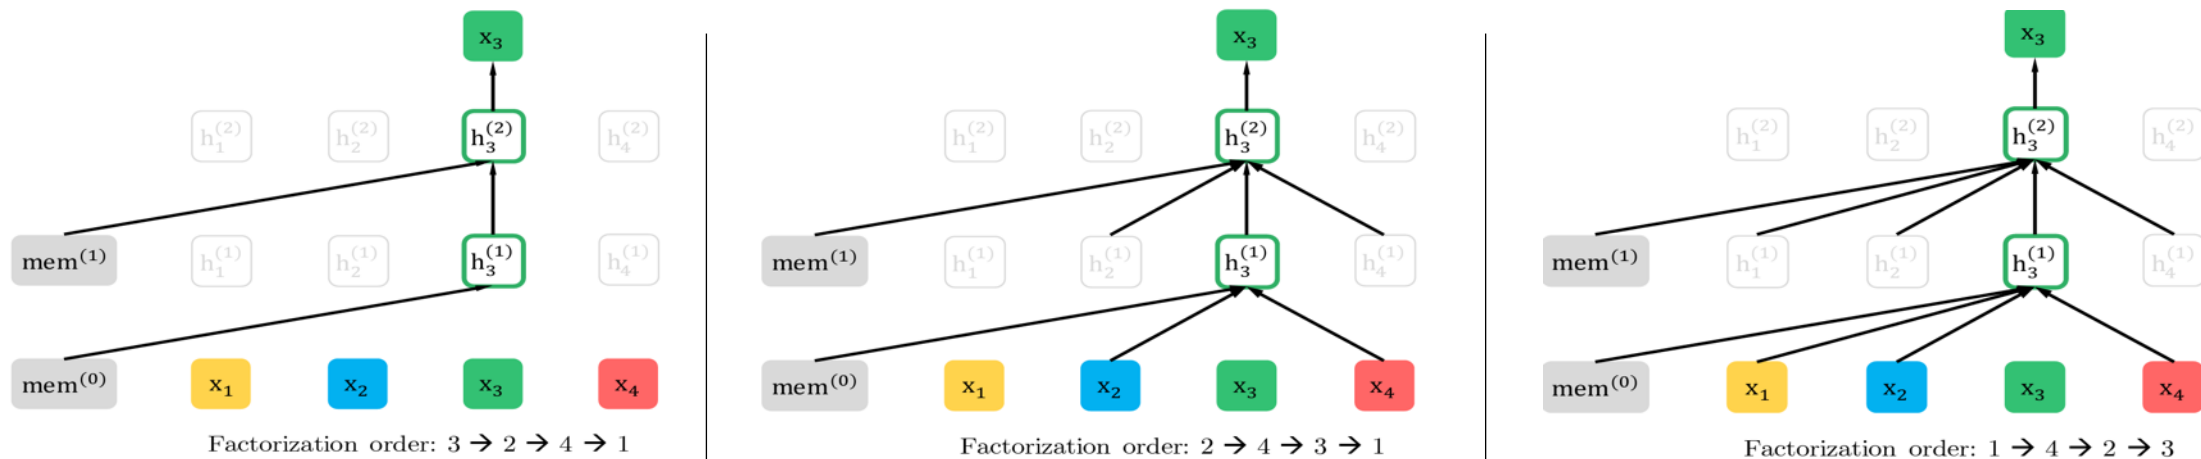 x₃
h₁⁽²⁾ h₂⁽²⁾ h₃⁽²⁾ h₄⁽²⁾
mem⁽¹⁾ h₁⁽¹⁾ h₂⁽¹⁾ h₃⁽¹⁾ h₄⁽¹⁾
mem⁽⁰⁾ x₁ x₂ x₃ x₄
Factorization order: 3 → 2 → 4 → 1
x₃
h₁⁽²⁾ h₂⁽²⁾ h₃⁽²⁾ h₄⁽²⁾
mem⁽¹⁾ h₁⁽¹⁾ h₂⁽¹⁾ h₃⁽¹⁾ h₄⁽¹⁾
mem⁽⁰⁾ x₁ x₂ x₃ x₄
Factorization order: 2 → 4 → 3 → 1
x₃
h₁⁽²⁾ h₂⁽²⁾ h₃⁽²⁾ h₄⁽²⁾
mem⁽¹⁾ h₁⁽¹⁾ h₂⁽¹⁾ h₃⁽¹⁾ h₄⁽¹⁾
mem⁽⁰⁾ x₁ x₂ x₃ x₄
Factorization order: 1 → 4 → 2 → 3